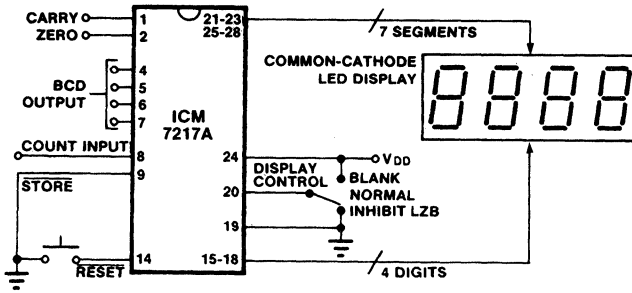 CARRY
ZERO
1
2
21-23
25-28
7 SEGMENTS
COMMON-CATHODE
LED DISPLAY
BCD
OUTPUT
4
5
6
7
ICM
7217A
COUNT INPUT
8
9
STORE
24
VDD
DISPLAY
CONTROL
20
BLANK
NORMAL
INHIBIT LZB
19
14
RESET
15-18
4 DIGITS
8888